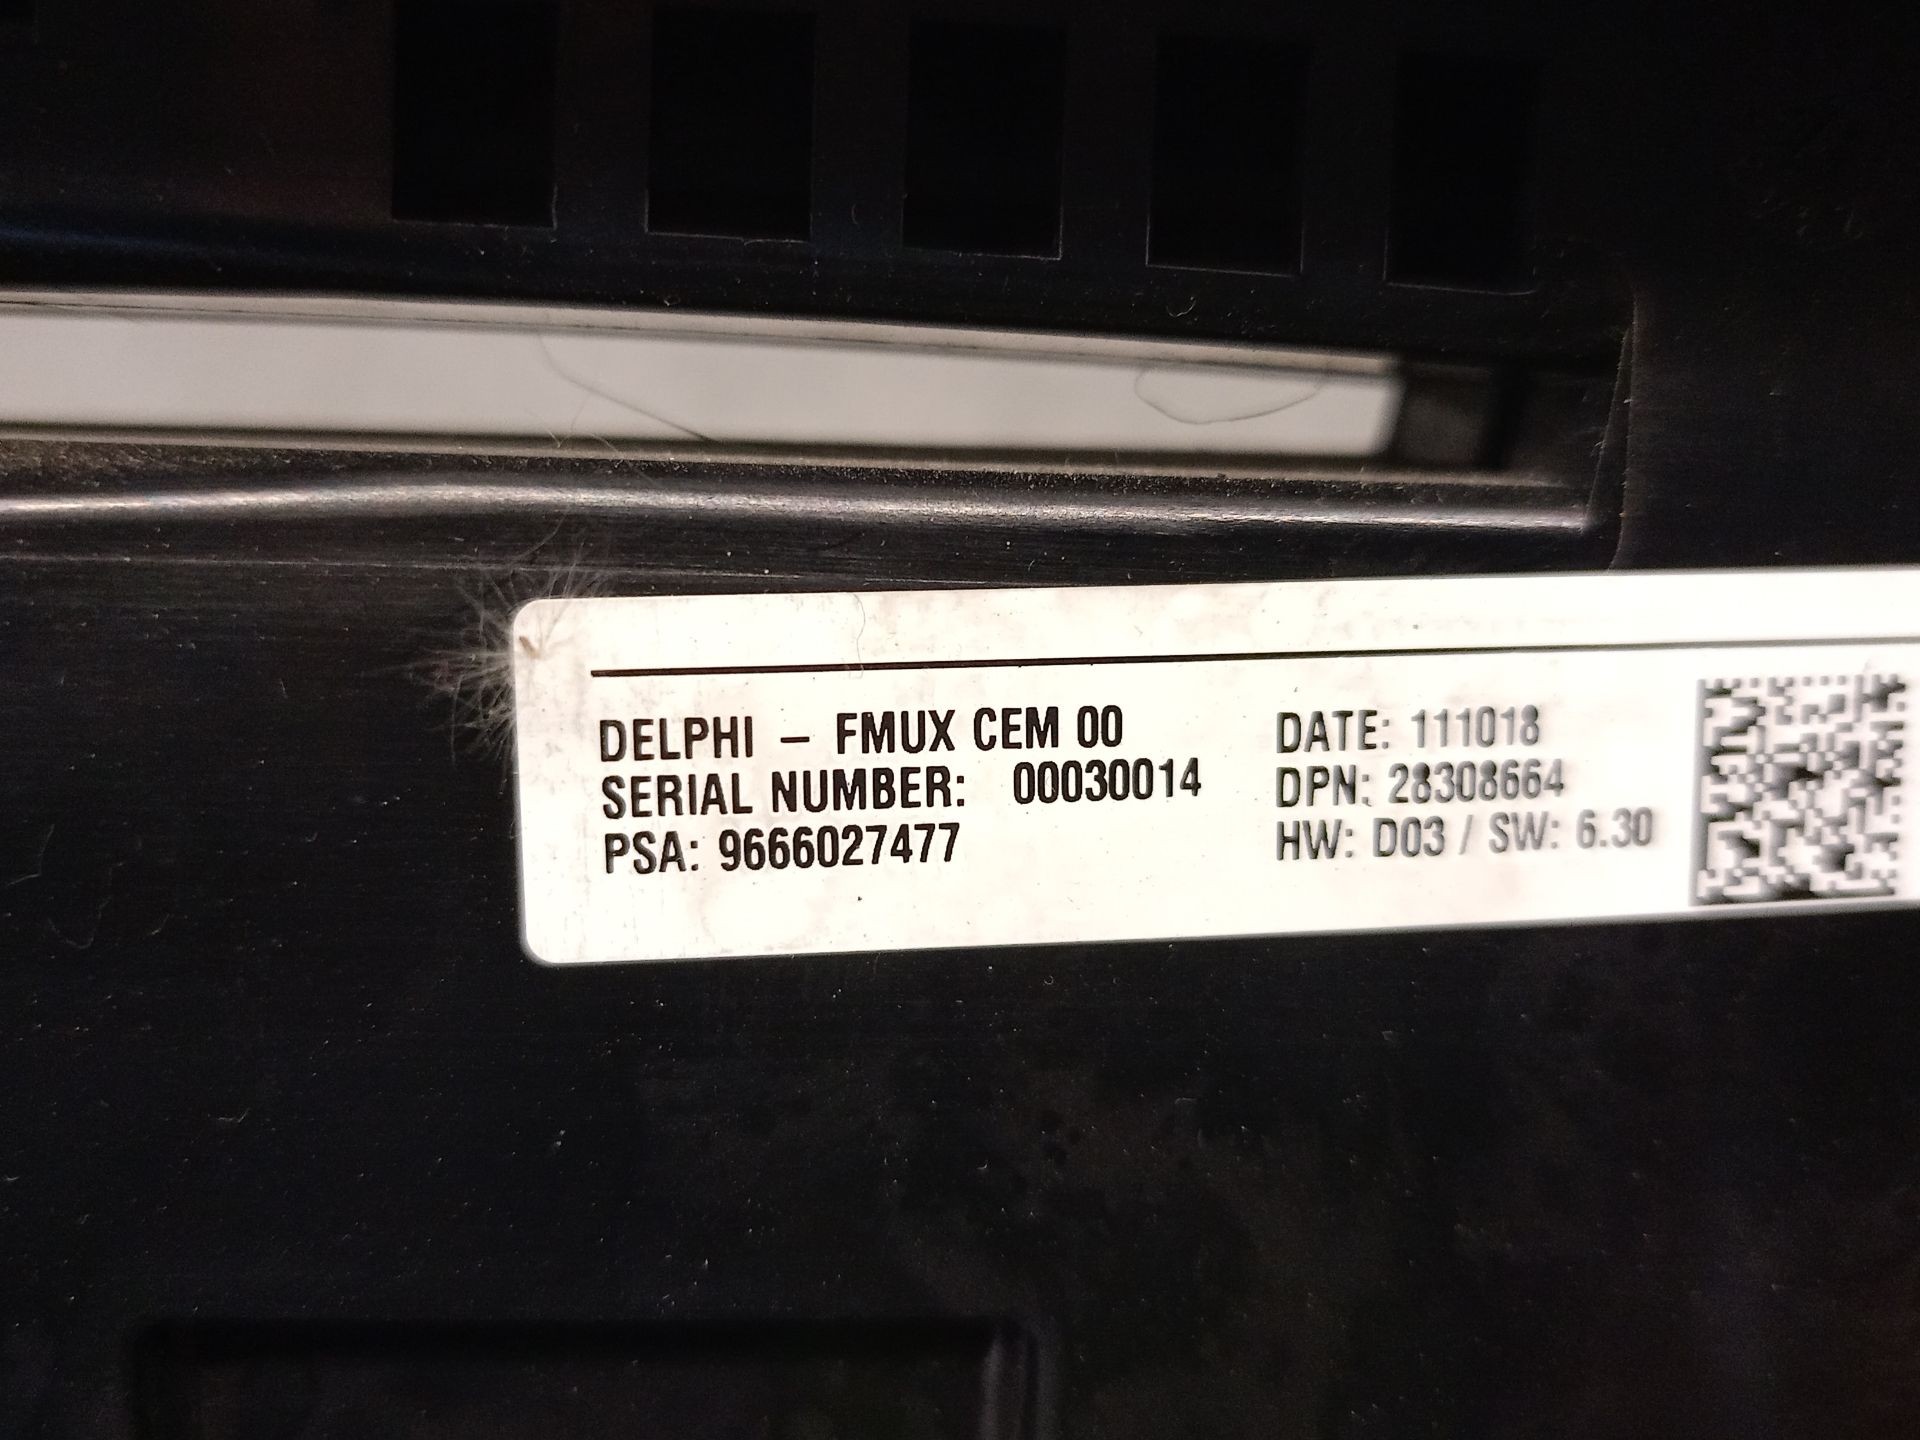 DELPHI – FMUX CEM 00
SERIAL NUMBER: 00030014
PSA: 9666027477
DATE: 111018
DPN: 28308664
HW: D03 / SW: 6.30